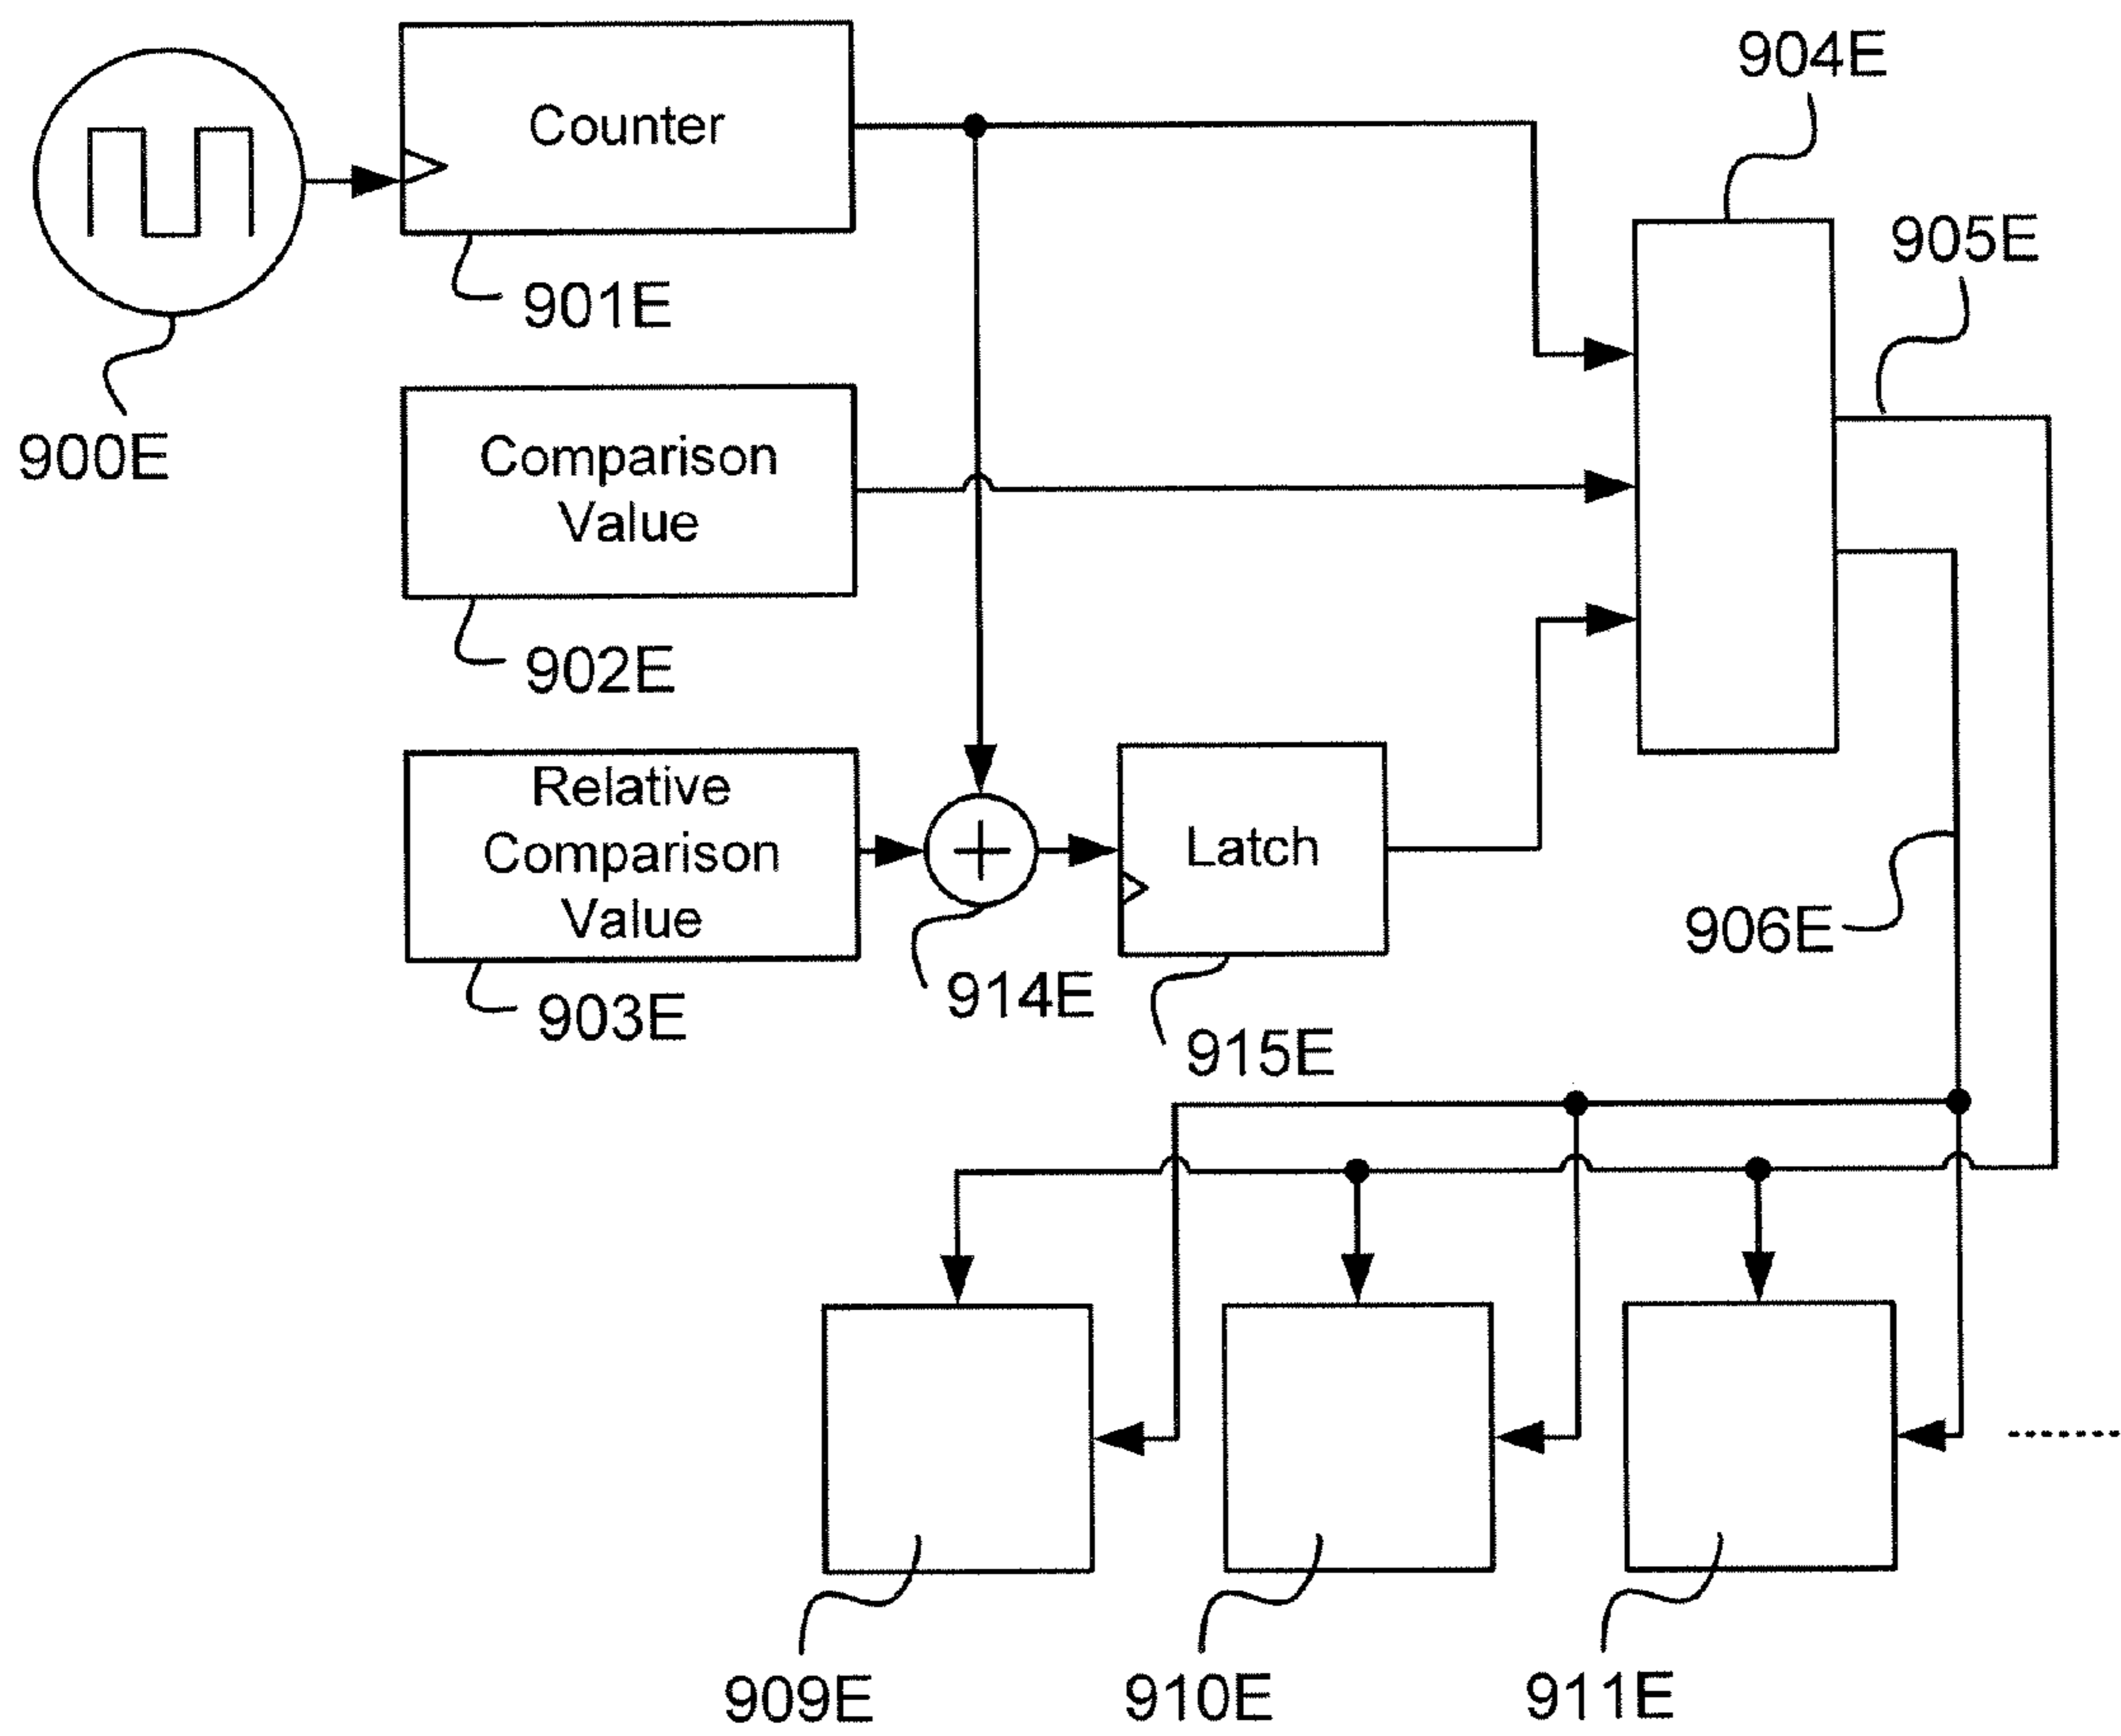 904E
Counter
905E
901E
900E
Comparison
Value
902E
Relative
Comparison
Value
Latch
906E
914E
903E
915E
909E
910E
911E